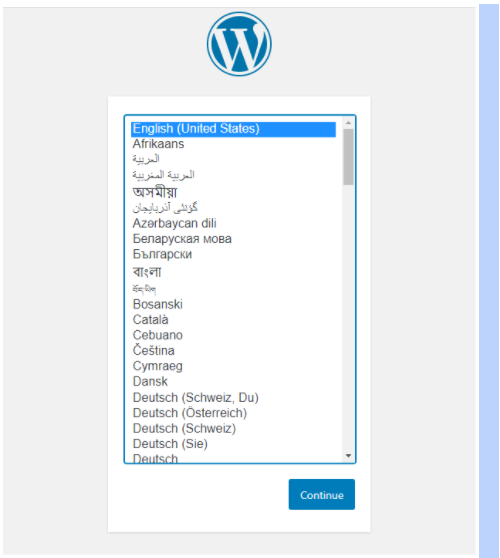 English (United States)
Afrikaans
العربية
العربية المغربية
অসমীয়া
گؤنئی آذربایجان
Azərbaycan dili
Беларуская мова
Български
বাংলা
བོད་ཡིག
Bosanski
Català
Cebuano
Čeština
Cymraeg
Dansk
Deutsch (Schweiz, Du)
Deutsch (Österreich)
Deutsch (Schweiz)
Deutsch (Sie)
Deutsch
Continue